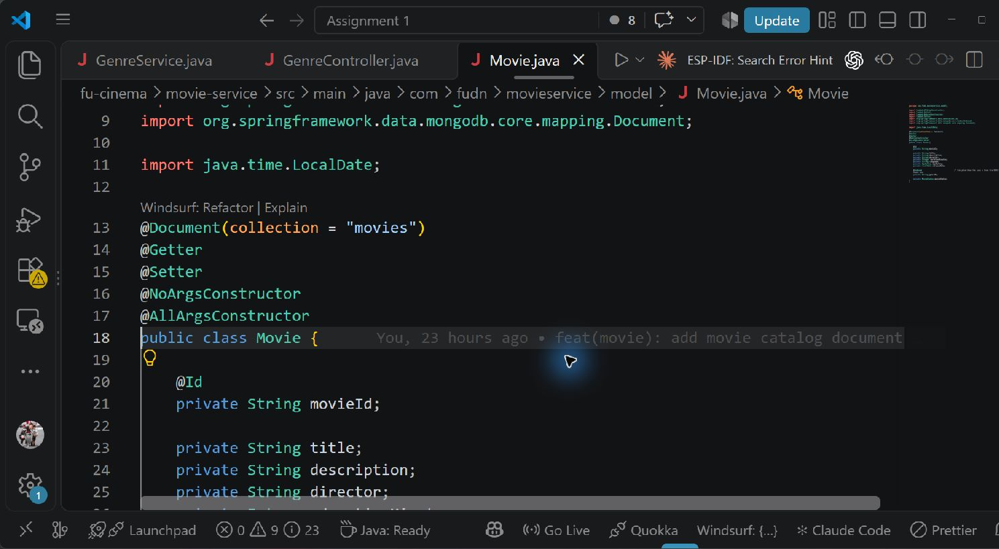 Assignment 1
8
Update
GenreService.java
GenreController.java
Movie.java
ESP-IDF: Search Error Hint
fu-cinema > movie-service > src > main > java > com > fudn > movieservice > model > Movie.java > Movie
9 import org.springframework.data.mongodb.core.mapping.Document;
10
11 import java.time.LocalDate;
12
Windsurf: Refactor | Explain
13 @Document(collection = "movies")
14 @Getter
15 @Setter
16 @NoArgsConstructor
17 @AllArgsConstructor
18 public class Movie { You, 23 hours ago • feat(movie): add movie catalog document
19
20 @Id
21 private String movieId;
22
23 private String title;
24 private String description;
25 private String director;
1
Launchpad 0 9 23 Java: Ready Go Live Quokka Windsurf: {...} Claude Code Prettier